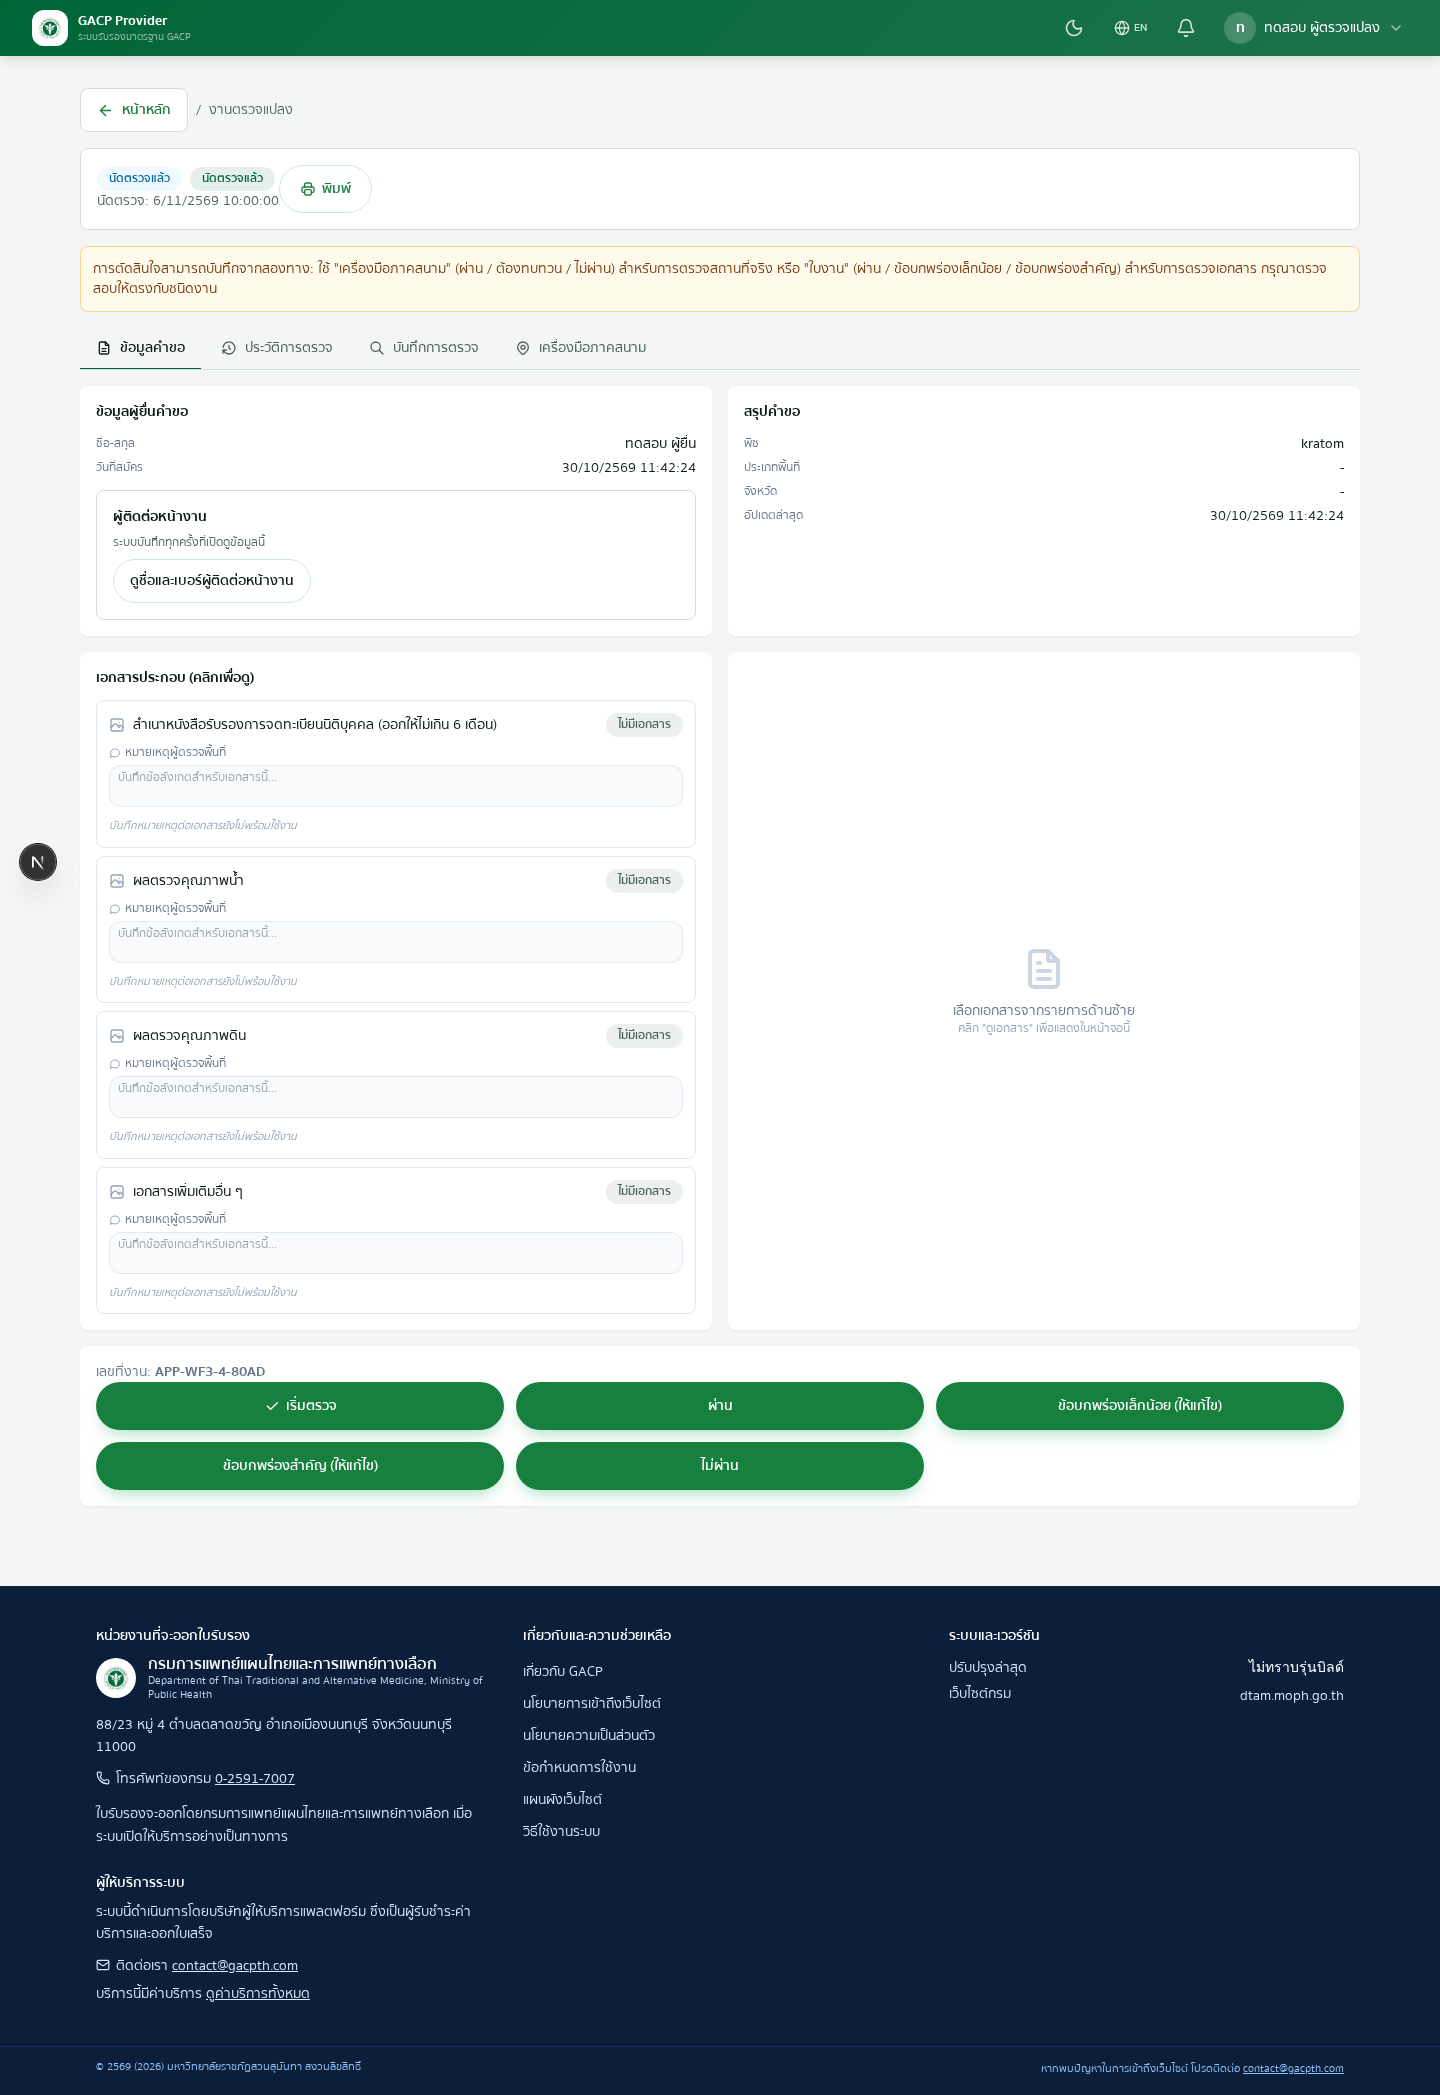 GACP Provider
ระบบรับรองมาตรฐาน GACP
EN
ท
ทดสอบ ผู้ตรวจแปลง
หน้าหลัก
/ งานตรวจแปลง
นัดตรวจแล้ว
นัดตรวจแล้ว
นัดตรวจ: 6/11/2569 10:00:00
พิมพ์
การตัดสินใจสามารถบันทึกจากสองทาง: ใช้ "เครื่องมือภาคสนาม" (ผ่าน / ต้องทบทวน / ไม่ผ่าน) สำหรับการตรวจสถานที่จริง หรือ "ใบงาน" (ผ่าน / ข้อบกพร่องเล็กน้อย / ข้อบกพร่องสำคัญ) สำหรับการตรวจเอกสาร กรุณาตรวจ
สอบให้ตรงกับชนิดงาน
ข้อมูลคำขอ
ประวัติการตรวจ
บันทึกการตรวจ
เครื่องมือภาคสนาม
ข้อมูลผู้ยื่นคำขอ
ชื่อ-สกุล
ทดสอบ ผู้ยื่น
วันที่สมัคร
30/10/2569 11:42:24
ผู้ติดต่อหน้างาน
ระบบบันทึกทุกครั้งที่เปิดดูข้อมูลนี้
ดูชื่อและเบอร์ผู้ติดต่อหน้างาน
สรุปคำขอ
พืช
kratom
ประเภทพื้นที่
-
จังหวัด
-
อัปเดตล่าสุด
30/10/2569 11:42:24
เอกสารประกอบ (คลิกเพื่อดู)
สำเนาหนังสือรับรองการจดทะเบียนนิติบุคคล (ออกให้ไม่เกิน 6 เดือน)
ไม่มีเอกสาร
หมายเหตุผู้ตรวจพื้นที่
บันทึกข้อสังเกตสำหรับเอกสารนี้...
บันทึกหมายเหตุต่อเอกสารยังไม่พร้อมใช้งาน
ผลตรวจคุณภาพน้ำ
ไม่มีเอกสาร
หมายเหตุผู้ตรวจพื้นที่
บันทึกข้อสังเกตสำหรับเอกสารนี้...
บันทึกหมายเหตุต่อเอกสารยังไม่พร้อมใช้งาน
ผลตรวจคุณภาพดิน
ไม่มีเอกสาร
หมายเหตุผู้ตรวจพื้นที่
บันทึกข้อสังเกตสำหรับเอกสารนี้...
บันทึกหมายเหตุต่อเอกสารยังไม่พร้อมใช้งาน
เอกสารเพิ่มเติมอื่น ๆ
ไม่มีเอกสาร
หมายเหตุผู้ตรวจพื้นที่
บันทึกข้อสังเกตสำหรับเอกสารนี้...
บันทึกหมายเหตุต่อเอกสารยังไม่พร้อมใช้งาน
เลือกเอกสารจากรายการด้านซ้าย
คลิก "ดูเอกสาร" เพื่อแสดงในหน้าจอนี้
เลขที่งาน: APP-WF3-4-80AD
เริ่มตรวจ
ผ่าน
ข้อบกพร่องเล็กน้อย (ให้แก้ไข)
ข้อบกพร่องสำคัญ (ให้แก้ไข)
ไม่ผ่าน
หน่วยงานที่จะออกใบรับรอง
กรมการแพทย์แผนไทยและการแพทย์ทางเลือก
Department of Thai Traditional and Alternative Medicine, Ministry of
Public Health
88/23 หมู่ 4 ตำบลตลาดขวัญ อำเภอเมืองนนทบุรี จังหวัดนนทบุรี
11000
โทรศัพท์ของกรม 0-2591-7007
ใบรับรองจะออกโดยกรมการแพทย์แผนไทยและการแพทย์ทางเลือก เมื่อ
ระบบเปิดให้บริการอย่างเป็นทางการ
ผู้ให้บริการระบบ
ระบบนี้ดำเนินการโดยบริษัทผู้ให้บริการแพลตฟอร์ม ซึ่งเป็นผู้รับชำระค่า
บริการและออกใบเสร็จ
ติดต่อเรา contact@gacpth.com
บริการนี้มีค่าบริการ ดูค่าบริการทั้งหมด
เกี่ยวกับและความช่วยเหลือ
เกี่ยวกับ GACP
นโยบายการเข้าถึงเว็บไซต์
นโยบายความเป็นส่วนตัว
ข้อกำหนดการใช้งาน
แผนผังเว็บไซต์
วิธีใช้งานระบบ
ระบบและเวอร์ชัน
ปรับปรุงล่าสุด
ไม่ทราบรุ่นบิลด์
เว็บไซต์กรม
dtam.moph.go.th
© 2569 (2026) มหาวิทยาลัยราชภัฏสวนสุนันทา สงวนลิขสิทธิ์
หากพบปัญหาในการเข้าถึงเว็บไซต์ โปรดติดต่อ contact@gacpth.com